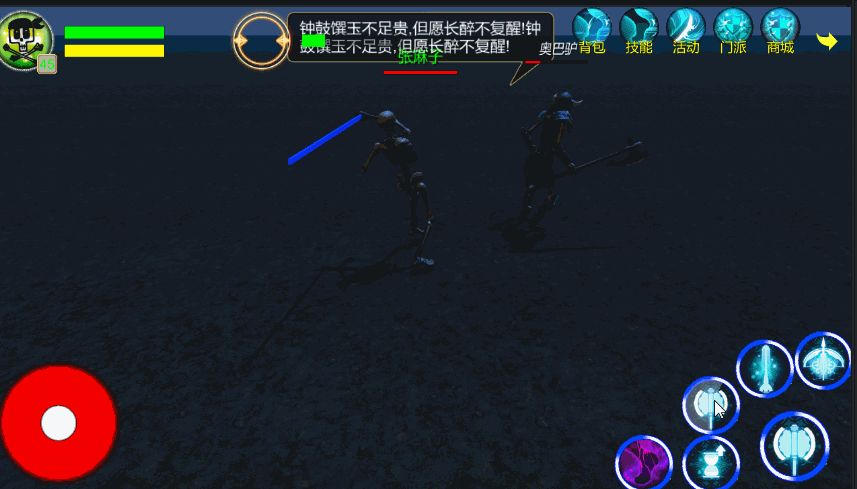 钟鼓馔玉不足贵,但愿长醉不复醒!钟
鼓馔玉不足贵,但愿长醉不复醒!
奥巴驴
背包
技能
活动
门派
商城
张麻子
45